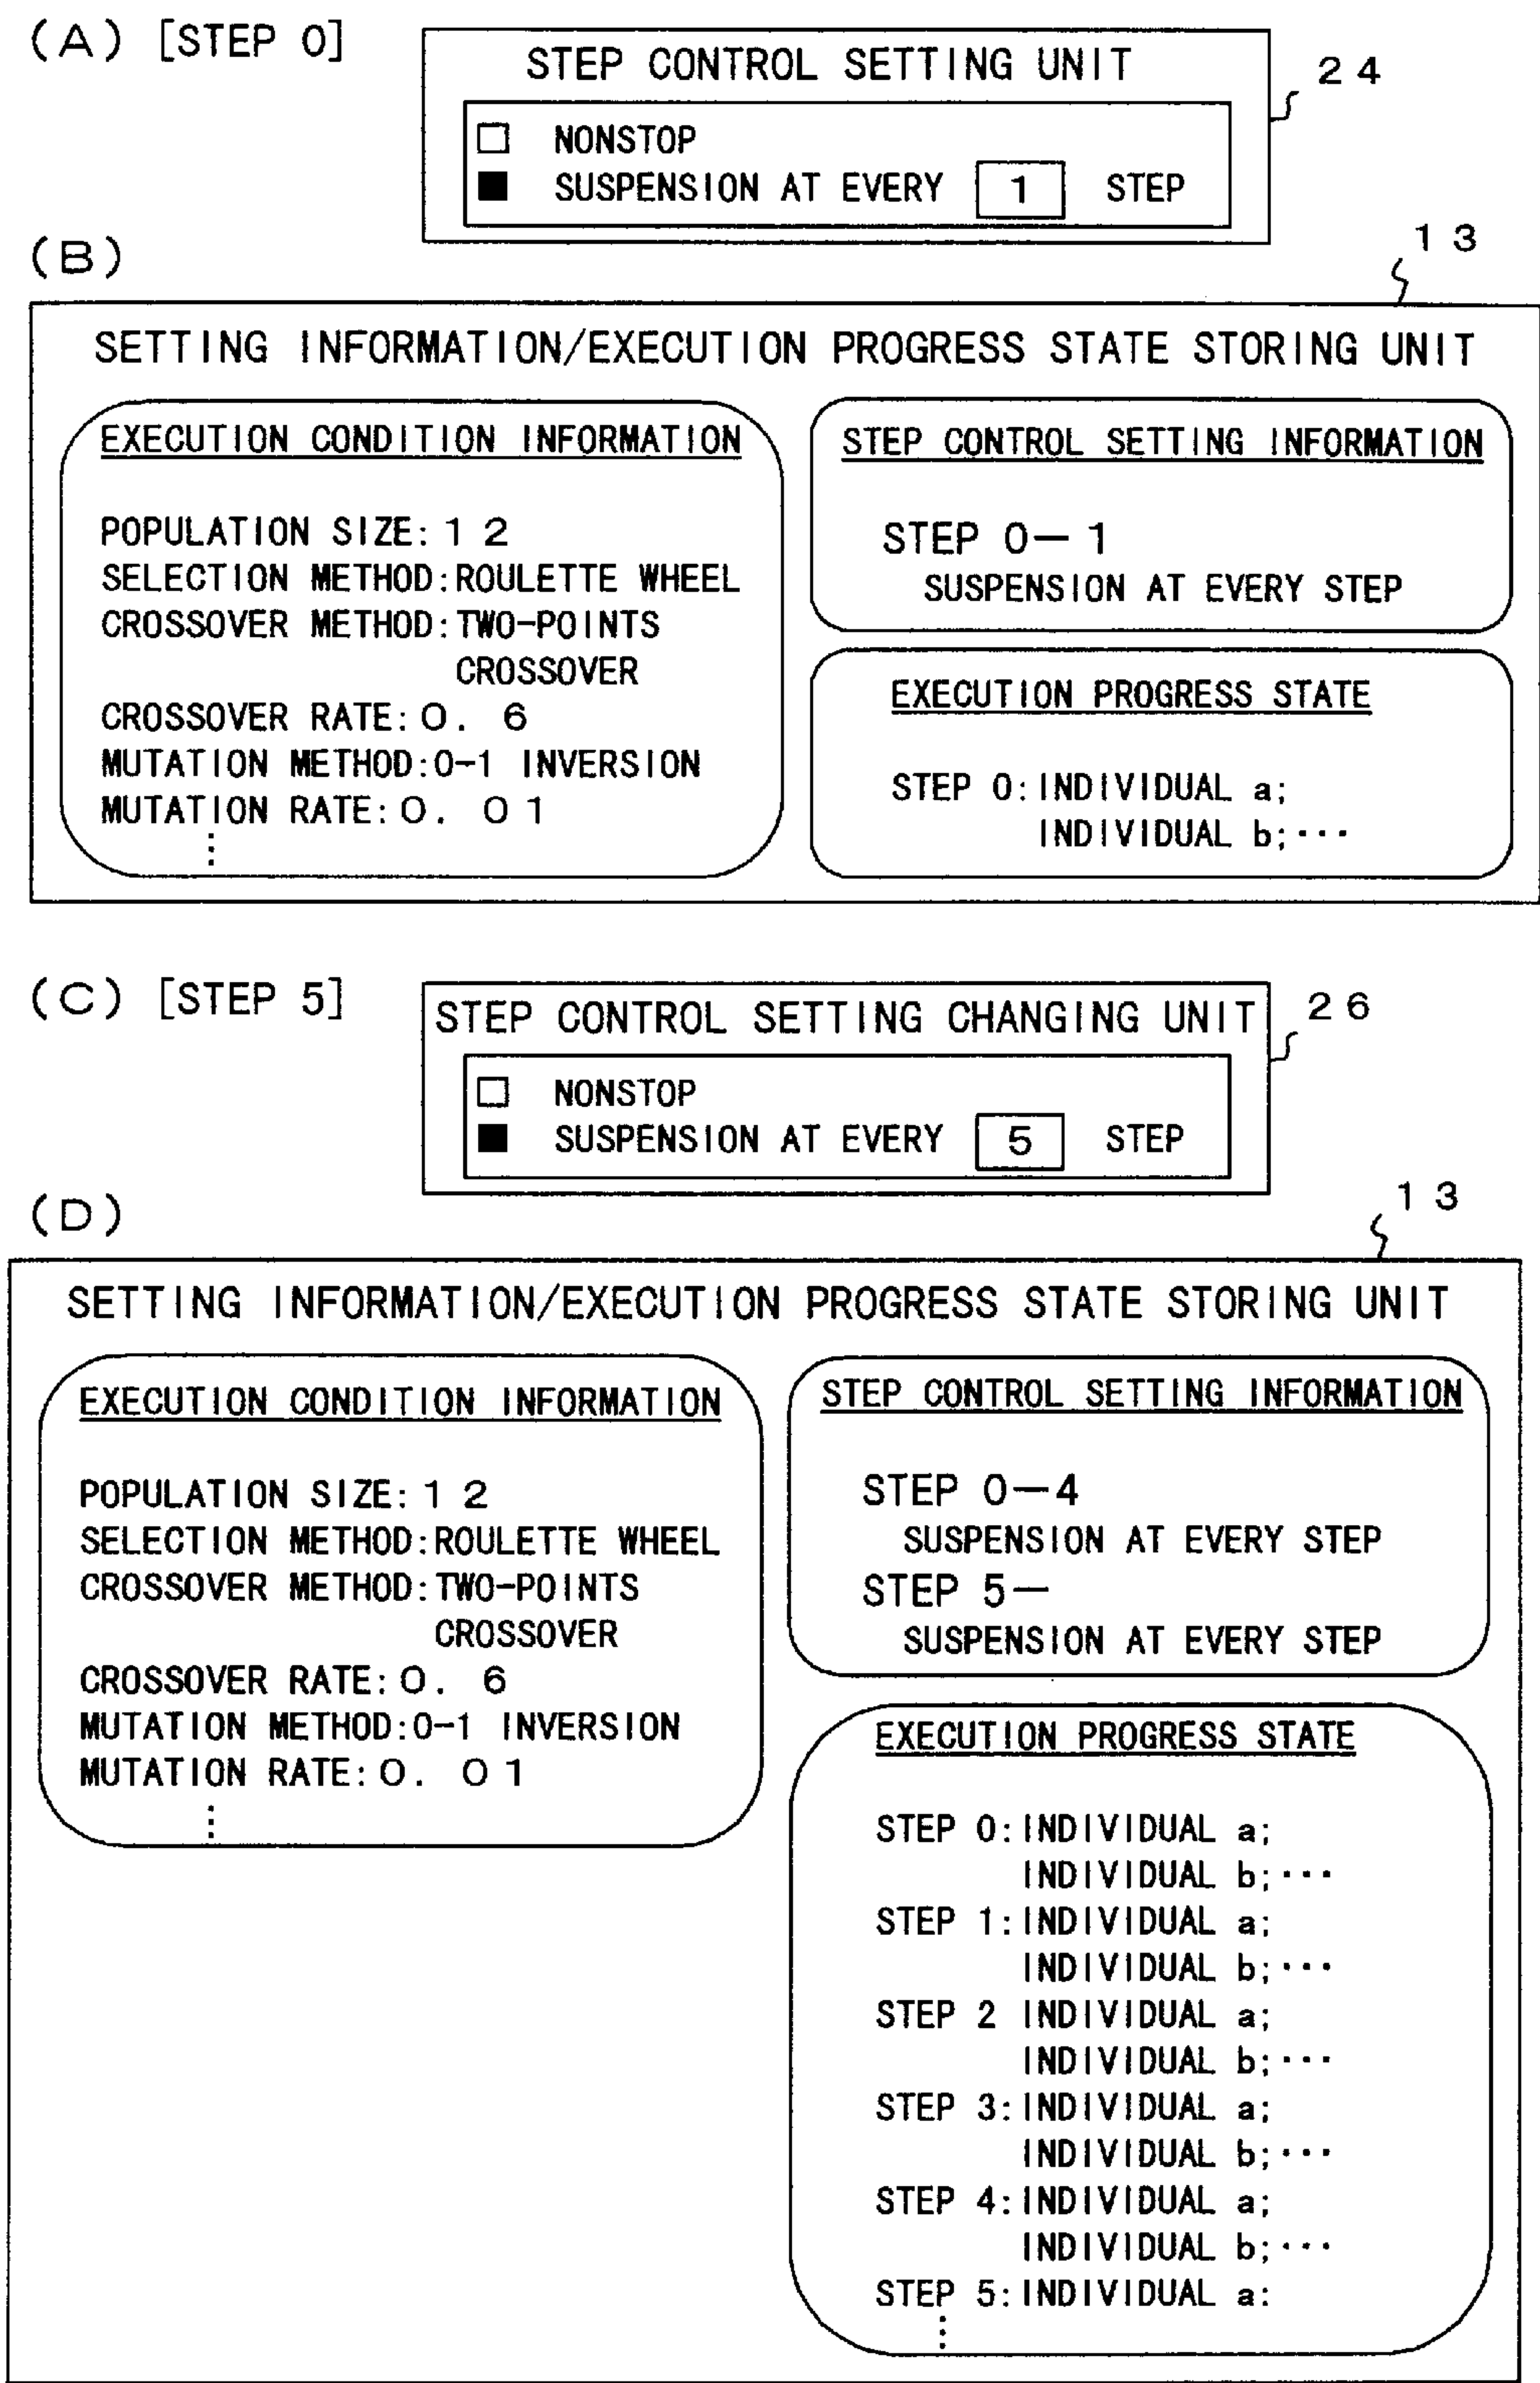 (A) [STEP 0]
STEP CONTROL SETTING UNIT
24
□ NONSTOP
■ SUSPENSION AT EVERY 1 STEP
(B)
13
SETTING INFORMATION/EXECUTION PROGRESS STATE STORING UNIT
EXECUTION CONDITION INFORMATION
POPULATION SIZE:12
SELECTION METHOD:ROULETTE WHEEL
CROSSOVER METHOD:TWO-POINTS
CROSSOVER
CROSSOVER RATE:0. 6
MUTATION METHOD:0-1 INVERSION
MUTATION RATE:0. 01
⋮
STEP CONTROL SETTING INFORMATION
STEP 0-1
SUSPENSION AT EVERY STEP
EXECUTION PROGRESS STATE
STEP 0:INDIVIDUAL a;
INDIVIDUAL b;···
(C) [STEP 5]
STEP CONTROL SETTING CHANGING UNIT
26
□ NONSTOP
■ SUSPENSION AT EVERY 5 STEP
(D)
13
SETTING INFORMATION/EXECUTION PROGRESS STATE STORING UNIT
EXECUTION CONDITION INFORMATION
POPULATION SIZE:12
SELECTION METHOD:ROULETTE WHEEL
CROSSOVER METHOD:TWO-POINTS
CROSSOVER
CROSSOVER RATE:0. 6
MUTATION METHOD:0-1 INVERSION
MUTATION RATE:0. 01
⋮
STEP CONTROL SETTING INFORMATION
STEP 0-4
SUSPENSION AT EVERY STEP
STEP 5-
SUSPENSION AT EVERY STEP
EXECUTION PROGRESS STATE
STEP 0:INDIVIDUAL a;
INDIVIDUAL b;···
STEP 1:INDIVIDUAL a;
INDIVIDUAL b;···
STEP 2 INDIVIDUAL a;
INDIVIDUAL b;···
STEP 3:INDIVIDUAL a;
INDIVIDUAL b;···
STEP 4:INDIVIDUAL a;
INDIVIDUAL b;···
STEP 5:INDIVIDUAL a:
⋮